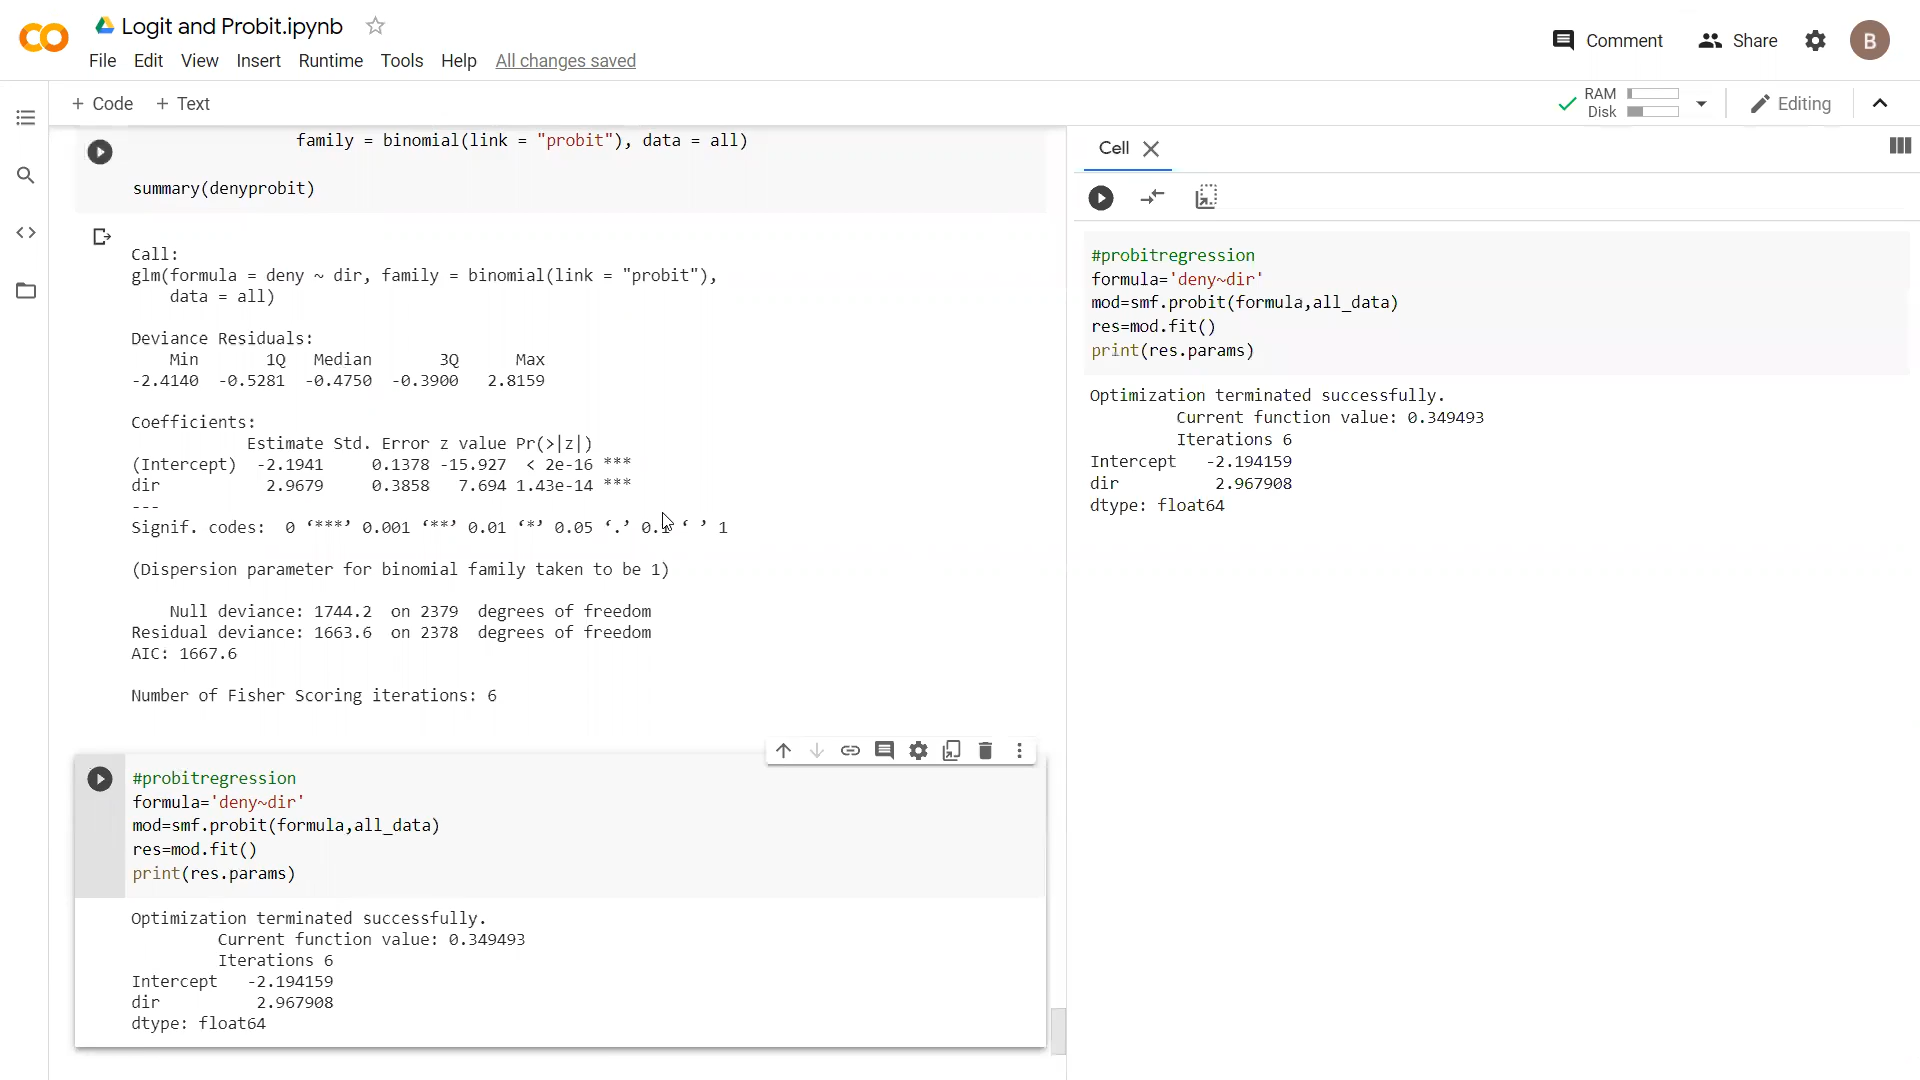 Logit and Probit.ipynb
File Edit View Insert Runtime Tools Help All changes saved
Comment Share B
+ Code + Text
RAM
Disk
Editing
family = binomial(link = "probit"), data = all)
summary(denyprobit)
Call:
glm(formula = deny ~ dir, family = binomial(link = "probit"),
data = all)
Deviance Residuals:
Min 1Q Median 3Q Max
-2.4140 -0.5281 -0.4750 -0.3900 2.8159
Coefficients:
Estimate Std. Error z value Pr(>|z|)
(Intercept) -2.1941 0.1378 -15.927 < 2e-16 ***
dir 2.9679 0.3858 7.694 1.43e-14 ***
---
Signif. codes: 0 ‘***’ 0.001 ‘**’ 0.01 ‘*’ 0.05 ‘.’ 0.1 ‘ ’ 1
(Dispersion parameter for binomial family taken to be 1)
Null deviance: 1744.2 on 2379 degrees of freedom
Residual deviance: 1663.6 on 2378 degrees of freedom
AIC: 1667.6
Number of Fisher Scoring iterations: 6
#probitregression
formula='deny~dir'
mod=smf.probit(formula,all_data)
res=mod.fit()
print(res.params)
Optimization terminated successfully.
Current function value: 0.349493
Iterations 6
Intercept -2.194159
dir 2.967908
dtype: float64
Cell
#probitregression
formula='deny~dir'
mod=smf.probit(formula,all_data)
res=mod.fit()
print(res.params)
Optimization terminated successfully.
Current function value: 0.349493
Iterations 6
Intercept -2.194159
dir 2.967908
dtype: float64